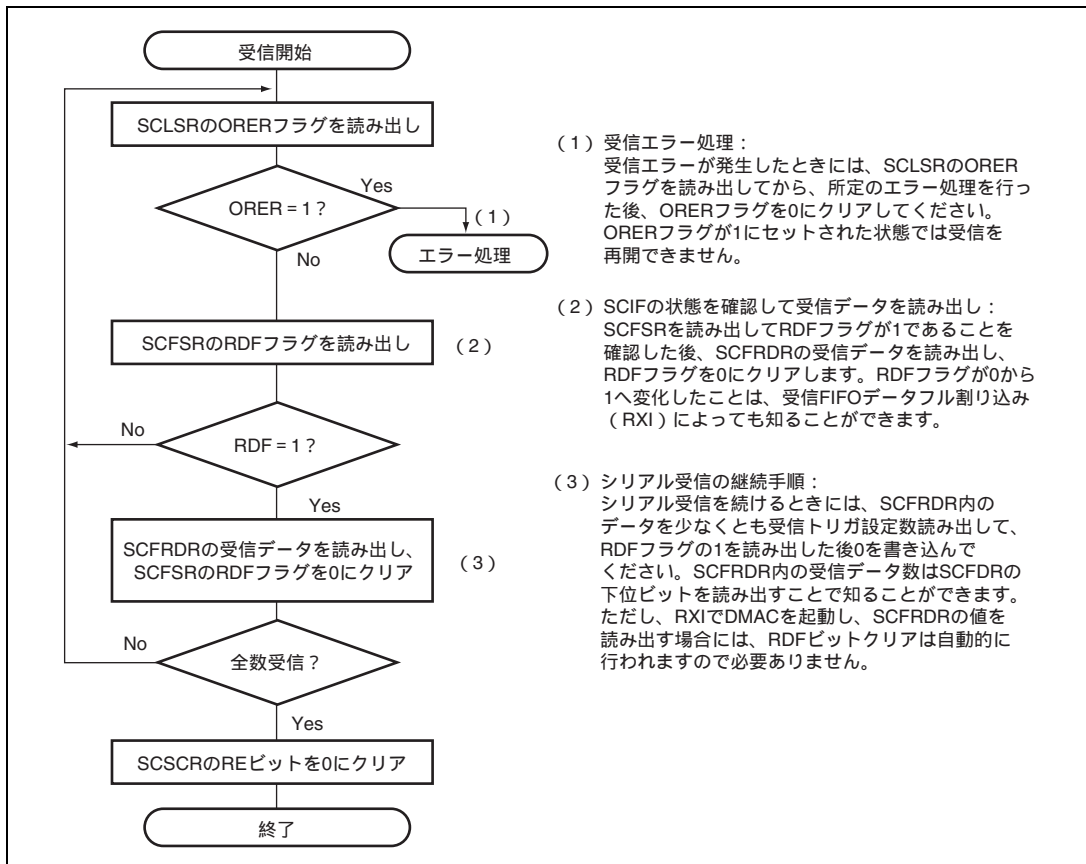 受信開始
SCLSRのORERフラグを読み出し
Yes
ORER = 1?
(1)
エラー処理
No
SCFSRのRDFフラグを読み出し
(2)
No
RDF = 1?
Yes
SCFRDRの受信データを読み出し、
SCFSRのRDFフラグを0にクリア
(3)
No
全数受信?
Yes
SCSCRのREビットを0にクリア
終了
(1)受信エラー処理:
受信エラーが発生したときには、SCLSRのORER
フラグを読み出してから、所定のエラー処理を行っ
た後、ORERフラグを0にクリアしてください。
ORERフラグが1にセットされた状態では受信を
再開できません。
(2)SCIFの状態を確認して受信データを読み出し:
SCFSRを読み出してRDFフラグが1であることを
確認した後、SCFRDRの受信データを読み出し、
RDFフラグを0にクリアします。RDFフラグが0から
1へ変化したことは、受信FIFOデータフル割り込み
(RXI)によっても知ることができます。
(3)シリアル受信の継続手順:
シリアル受信を続けるときには、SCFRDR内の
データを少なくとも受信トリガ設定数読み出して、
RDFフラグの1を読み出した後0を書き込んで
ください。SCFRDR内の受信データ数はSCFDRの
下位ビットを読み出すことで知ることができます。
ただし、RXIでDMACを起動し、SCFRDRの値を
読み出す場合には、RDFビットクリアは自動的に
行われますので必要ありません。